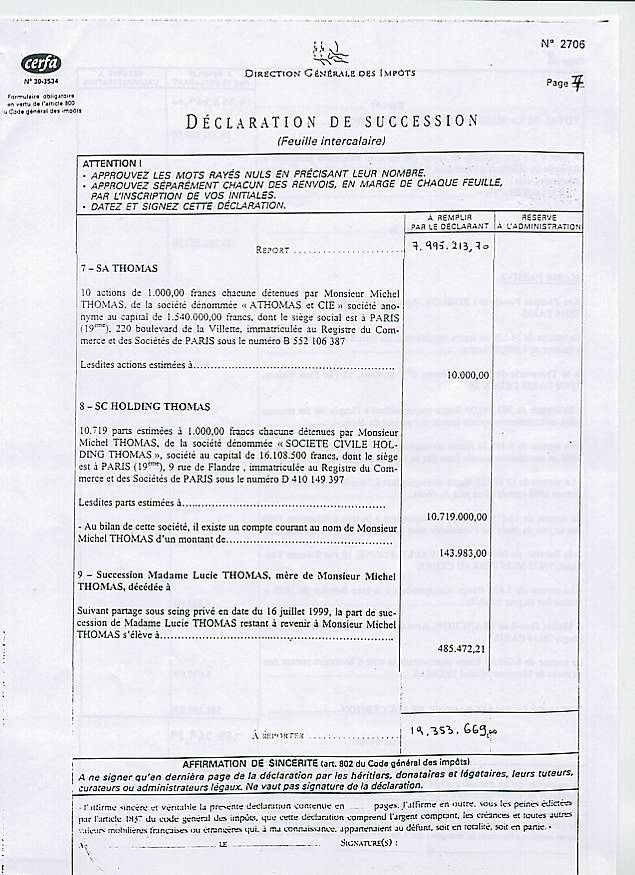 N° 2706
cerfa
N° 30-3534
Formulaire obligatoire
en vertu de l'article 800
du Code général des impôts
DIRECTION GÉNÉRALE DES IMPÔTS
Page 7
DÉCLARATION DE SUCCESSION
(Feuille intercalaire)
ATTENTION !
• APPROUVEZ LES MOTS RAYÉS NULS EN PRÉCISANT LEUR NOMBRE.
• APPROUVEZ SÉPARÉMENT CHACUN DES RENVOIS, EN MARGE DE CHAQUE FEUILLE,
PAR L'INSCRIPTION DE VOS INITIALES.
• DATEZ ET SIGNEZ CETTE DÉCLARATION.
À REMPLIR
PAR LE DÉCLARANT
RÉSERVÉ
À L'ADMINISTRATION
REPORT .................... 7.995.213,70
7 – SA THOMAS
10 actions de 1.000,00 francs chacune détenues par Monsieur Michel
THOMAS, de la société dénommée « ATHOMAS et CIE » société ano-
nyme au capital de 1.540.000,00 francs, dont le siège social est à PARIS
(19ème), 220 boulevard de la Villette, immatriculée au Registre du Com-
merce et des Sociétés de PARIS sous le numéro B 552 106 387
Lesdites actions estimées à....................
10.000,00
8 – SC HOLDING THOMAS
10.719 parts estimées à 1.000,00 francs chacune détenues par Monsieur
Michel THOMAS, de la société dénommée « SOCIETE CIVILE HOL-
DING THOMAS », société au capital de 16.108.500 francs, dont le siège
est à PARIS (19ème), 9 rue de Flandre , immatriculée au Registre du Com-
merce et des Sociétés de PARIS sous le numéro D 410 149 397
Lesdites parts estimées à....................
10.719.000,00
- Au bilan de cette société, il existe un compte courant au nom de Monsieur
Michel THOMAS d'un montant de....................
143.983,00
9 – Succession Madame Lucie THOMAS, mère de Monsieur Michel
THOMAS, décédée à
Suivant partage sous seing privé en date du 16 juillet 1999, la part de suc-
cession de Madame Lucie THOMAS restant à revenir à Monsieur Michel
THOMAS s'élève à....................
485.472,21
À REPORTER .................... 19.353.669,00
AFFIRMATION DE SINCERITE (art. 802 du Code général des impôts)
A ne signer qu'en dernière page de la déclaration par les héritiers, donataires et légataires, leurs tuteurs,
curateurs ou administrateurs légaux. Ne vaut pas signature de la déclaration.
« J'affirme sincère et véritable la présente déclaration contenue en ...... pages. J'affirme en outre, sous les peines édictées
par l'article 1837 du code général des impôts, que cette déclaration comprend l'argent comptant, les créances et toutes autres
valeurs mobilières françaises ou étrangères qui, à ma connaissance, appartenaient au défunt, soit en totalité, soit en partie. »
A LE SIGNATURE(S) :